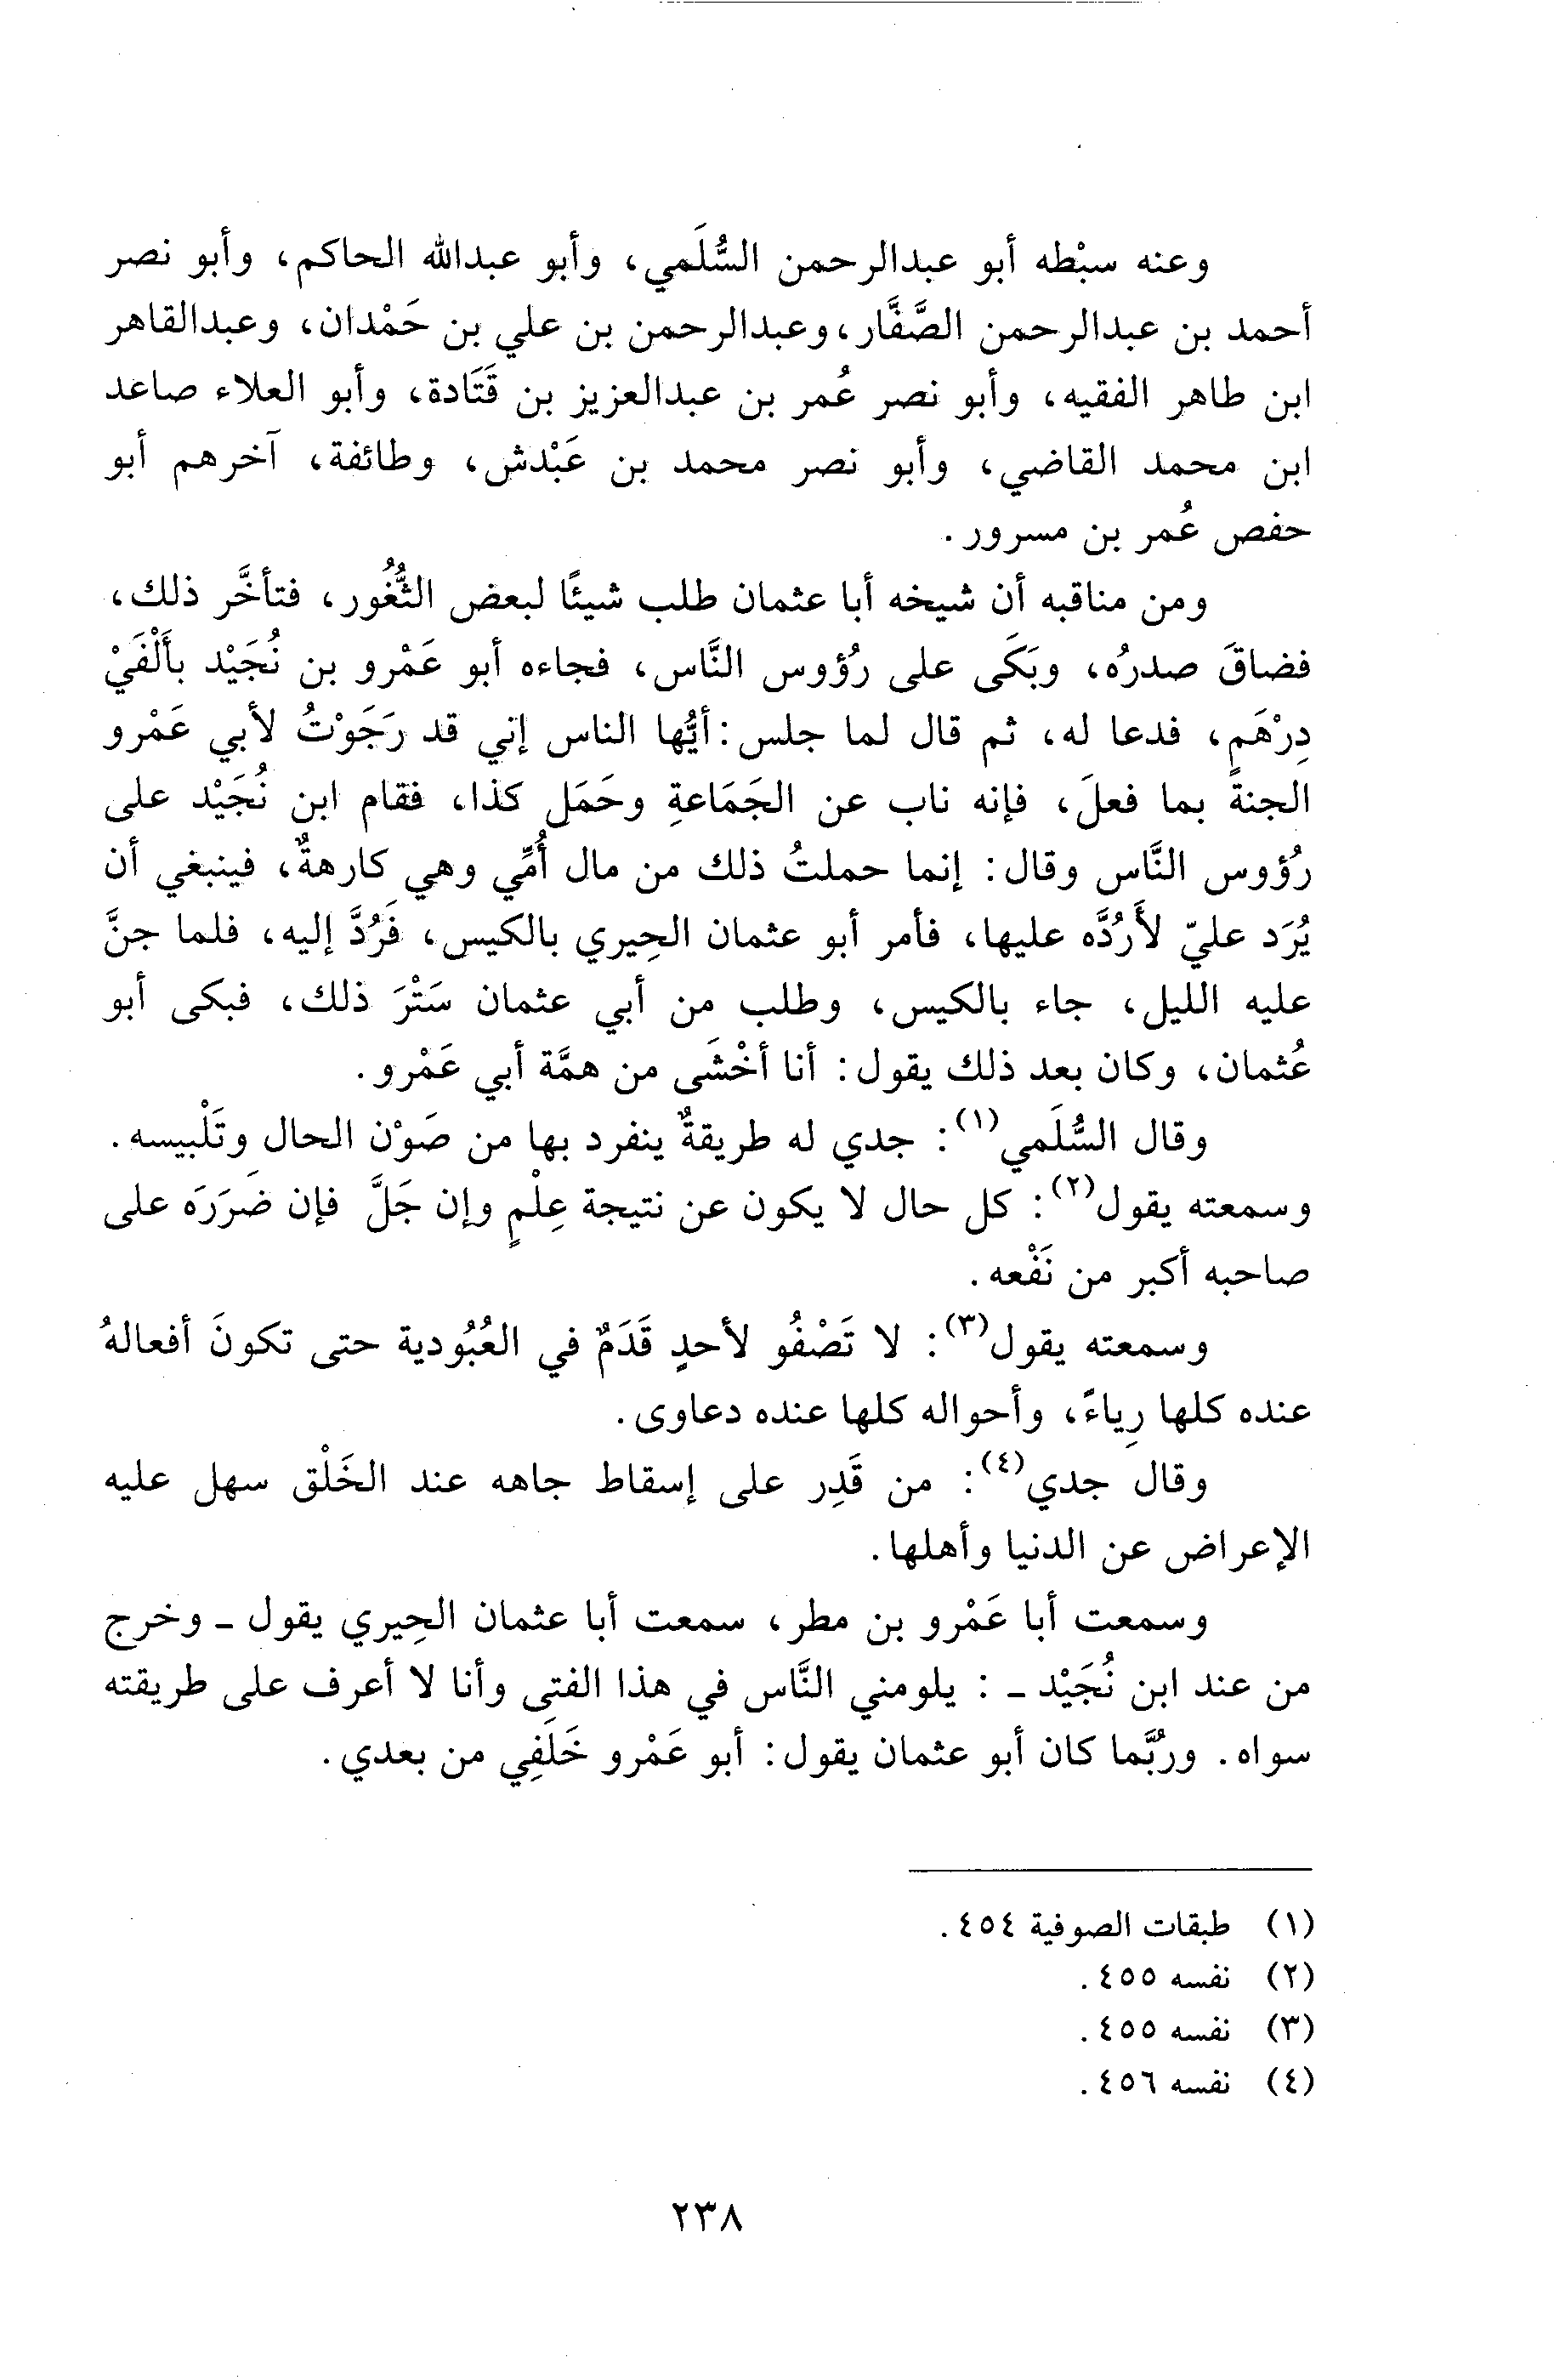 وعنه سبْطه أبو عبدالرحمن السُّلَمي، وأبو عبدالله الحاكم، وأبو نصر
أحمد بن عبدالرحمن الصَّفَّار، وعبدالرحمن بن علي بن حَمْدان، وعبدالقاهر
ابن طاهر الفقيه، وأبو نصر عُمر بن عبدالعزيز بن قَتَادة، وأبو العلاء صاعد
ابن محمد القاضي، وأبو نصر محمد بن عَبْدش، وطائفة، آخرهم أبو
حفص عُمر بن مسرور.
ومن مناقبه أن شيخه أبا عثمان طلب شيئًا لبعض الثُّغُور، فتأخَّر ذلك،
فضاقَ صدرُه، وبَكَى على رُؤوس النَّاس، فجاءه أبو عَمْرو بن نُجَيْد بأَلْفَيْ
دِرْهَمٍ، فدعا له، ثم قال لما جلس: أيُّها الناس إني قد رَجَوْتُ لأبي عَمْرو
الجنةَ بما فعلَ، فإنه ناب عن الجَمَاعةِ وحَمَل كذا، فقام ابن نُجَيْد على
رُؤوس النَّاس وقال: إنما حملتُ ذلك من مال أُمِّي وهي كارهةٌ، فينبغي أن
يُرَد عليّ لأَرُدَّه عليها، فأمر أبو عثمان الحِيري بالكيس، فَرُدَّ إليه، فلما جنَّ
عليه الليل، جاء بالكيس، وطلب من أبي عثمان سَتْرَ ذلك، فبكى أبو
عُثمان، وكان بعد ذلك يقول: أنا أخْشَى من همَّة أبي عَمْرو.
وقال السُّلَمي(١): جدي له طريقةٌ ينفرد بها من صَوْن الحال وتَلْبيسه.
وسمعته يقول(٢): كل حال لا يكون عن نتيجة عِلْمٍ وإن جَلَّ فإن ضَرَرَه على
صاحبه أكبر من نَفْعه.
وسمعته يقول(٣): لا تَصْفُو لأحدٍ قَدَمٌ في العُبُودية حتى تكونَ أفعالهُ
عنده كلها رِياءً، وأحواله كلها عنده دعاوى.
وقال جدي(٤): من قَدِر على إسقاط جاهه عند الخَلْق سهل عليه
الإعراض عن الدنيا وأهلها.
وسمعت أبا عَمْرو بن مطر، سمعت أبا عثمان الحِيري يقول ـ وخرج
من عند ابن نُجَيْد ـ : يلومني النَّاس في هذا الفتى وأنا لا أعرف على طريقته
سواه. ورُبَّما كان أبو عثمان يقول: أبو عَمْرو خَلَفِي من بعدي.
(١) طبقات الصوفية ٤٥٤.
(٢) نفسه ٤٥٥.
(٣) نفسه ٤٥٥.
(٤) نفسه ٤٥٦.
٢٣٨